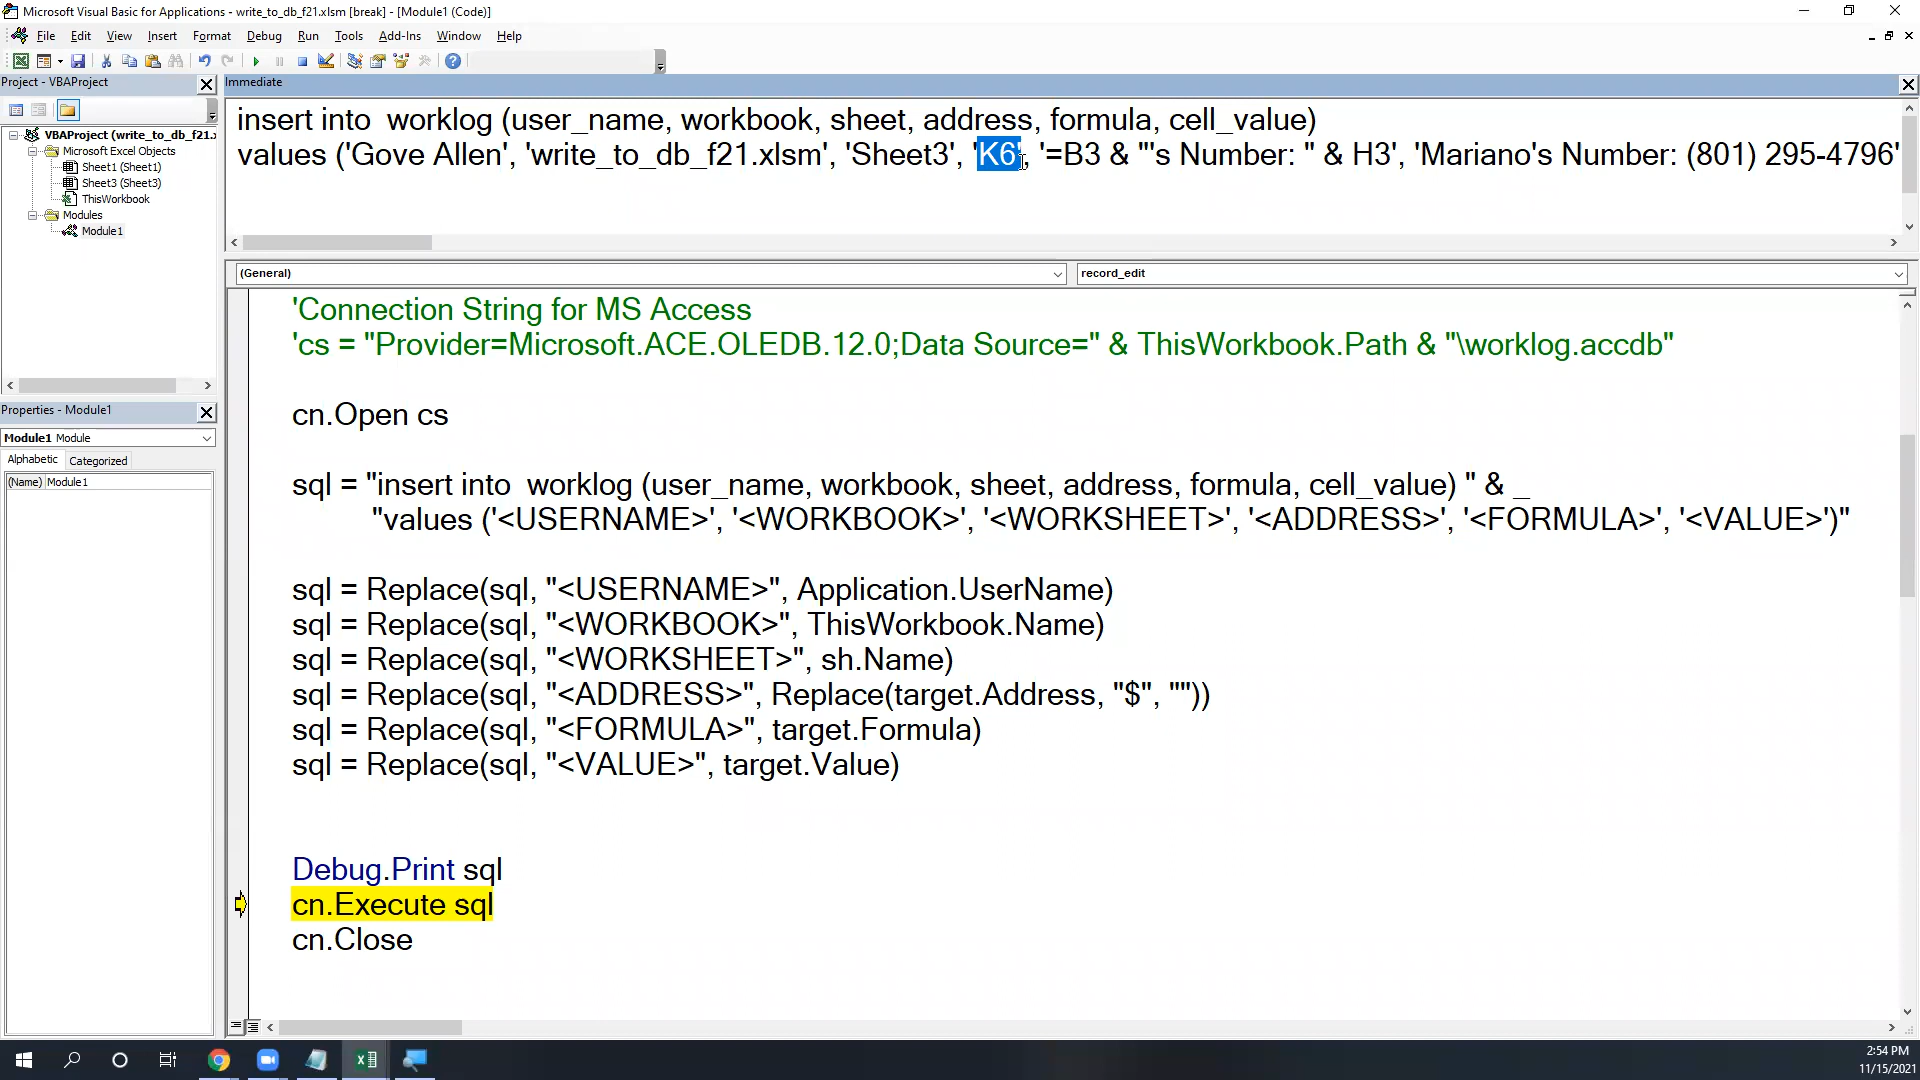 Microsoft Visual Basic for Applications - write_to_db_f21.xlsm [break] - [Module1 (Code)]
File Edit View Insert Format Debug Run Tools Add-Ins Window Help
Project - VBAProject
Immediate
VBAProject (write_to_db_f21.x
Microsoft Excel Objects
Sheet1 (Sheet1)
Sheet3 (Sheet3)
ThisWorkbook
Modules
Module1
insert into  worklog (user_name, workbook, sheet, address, formula, cell_value)
values ('Gove Allen', 'write_to_db_f21.xlsm', 'Sheet3', 'K6', '=B3 & "'s Number: " & H3', 'Mariano's Number: (801) 295-4796'
(General)
record_edit
Properties - Module1
Module1 Module
Alphabetic Categorized
(Name) Module1
'Connection String for MS Access
'cs = "Provider=Microsoft.ACE.OLEDB.12.0;Data Source=" & ThisWorkbook.Path & "\worklog.accdb"
cn.Open cs
sql = "insert into  worklog (user_name, workbook, sheet, address, formula, cell_value) " & _
"values ('<USERNAME>', '<WORKBOOK>', '<WORKSHEET>', '<ADDRESS>', '<FORMULA>', '<VALUE>')"
sql = Replace(sql, "<USERNAME>", Application.UserName)
sql = Replace(sql, "<WORKBOOK>", ThisWorkbook.Name)
sql = Replace(sql, "<WORKSHEET>", sh.Name)
sql = Replace(sql, "<ADDRESS>", Replace(target.Address, "$", ""))
sql = Replace(sql, "<FORMULA>", target.Formula)
sql = Replace(sql, "<VALUE>", target.Value)
Debug.Print sql
cn.Execute sql
cn.Close
2:54 PM
11/15/2021